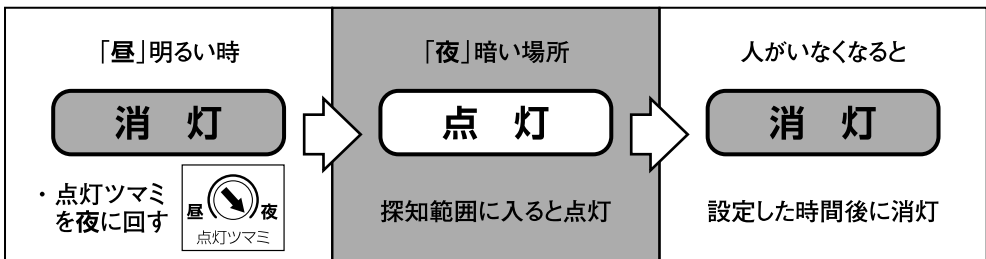 「昼」明るい時
消 灯
・点灯ツマミ
を夜に回す
昼
夜
点灯ツマミ
「夜」暗い場所
点 灯
探知範囲に入ると点灯
人がいなくなると
消 灯
設定した時間後に消灯